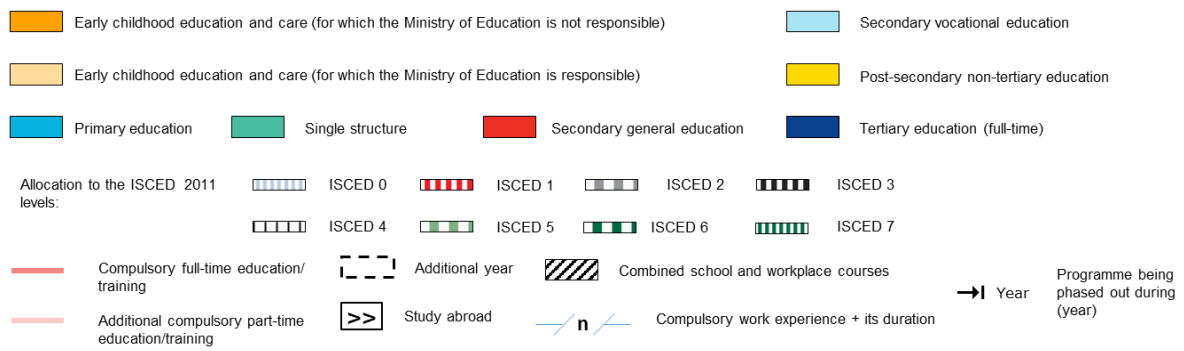 Early childhood education and care (for which the Ministry of Education is not responsible)
Secondary vocational education
Early childhood education and care (for which the Ministry of Education is responsible)
Post-secondary non-tertiary education
Primary education
Single structure
Secondary general education
Tertiary education (full-time)
Allocation to the ISCED 2011
levels:
ISCED 0
ISCED 1
ISCED 2
ISCED 3
ISCED 4
ISCED 5
ISCED 6
ISCED 7
Compulsory full-time education/
training
Additional year
Combined school and workplace courses
Year
Programme being
phased out during
(year)
Additional compulsory part-time
education/training
>>
Study abroad
n
Compulsory work experience + its duration